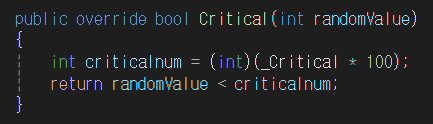 public override bool Critical(int randomValue)
{
int criticalnum = (int)(_Critical * 100);
return randomValue < criticalnum;
}